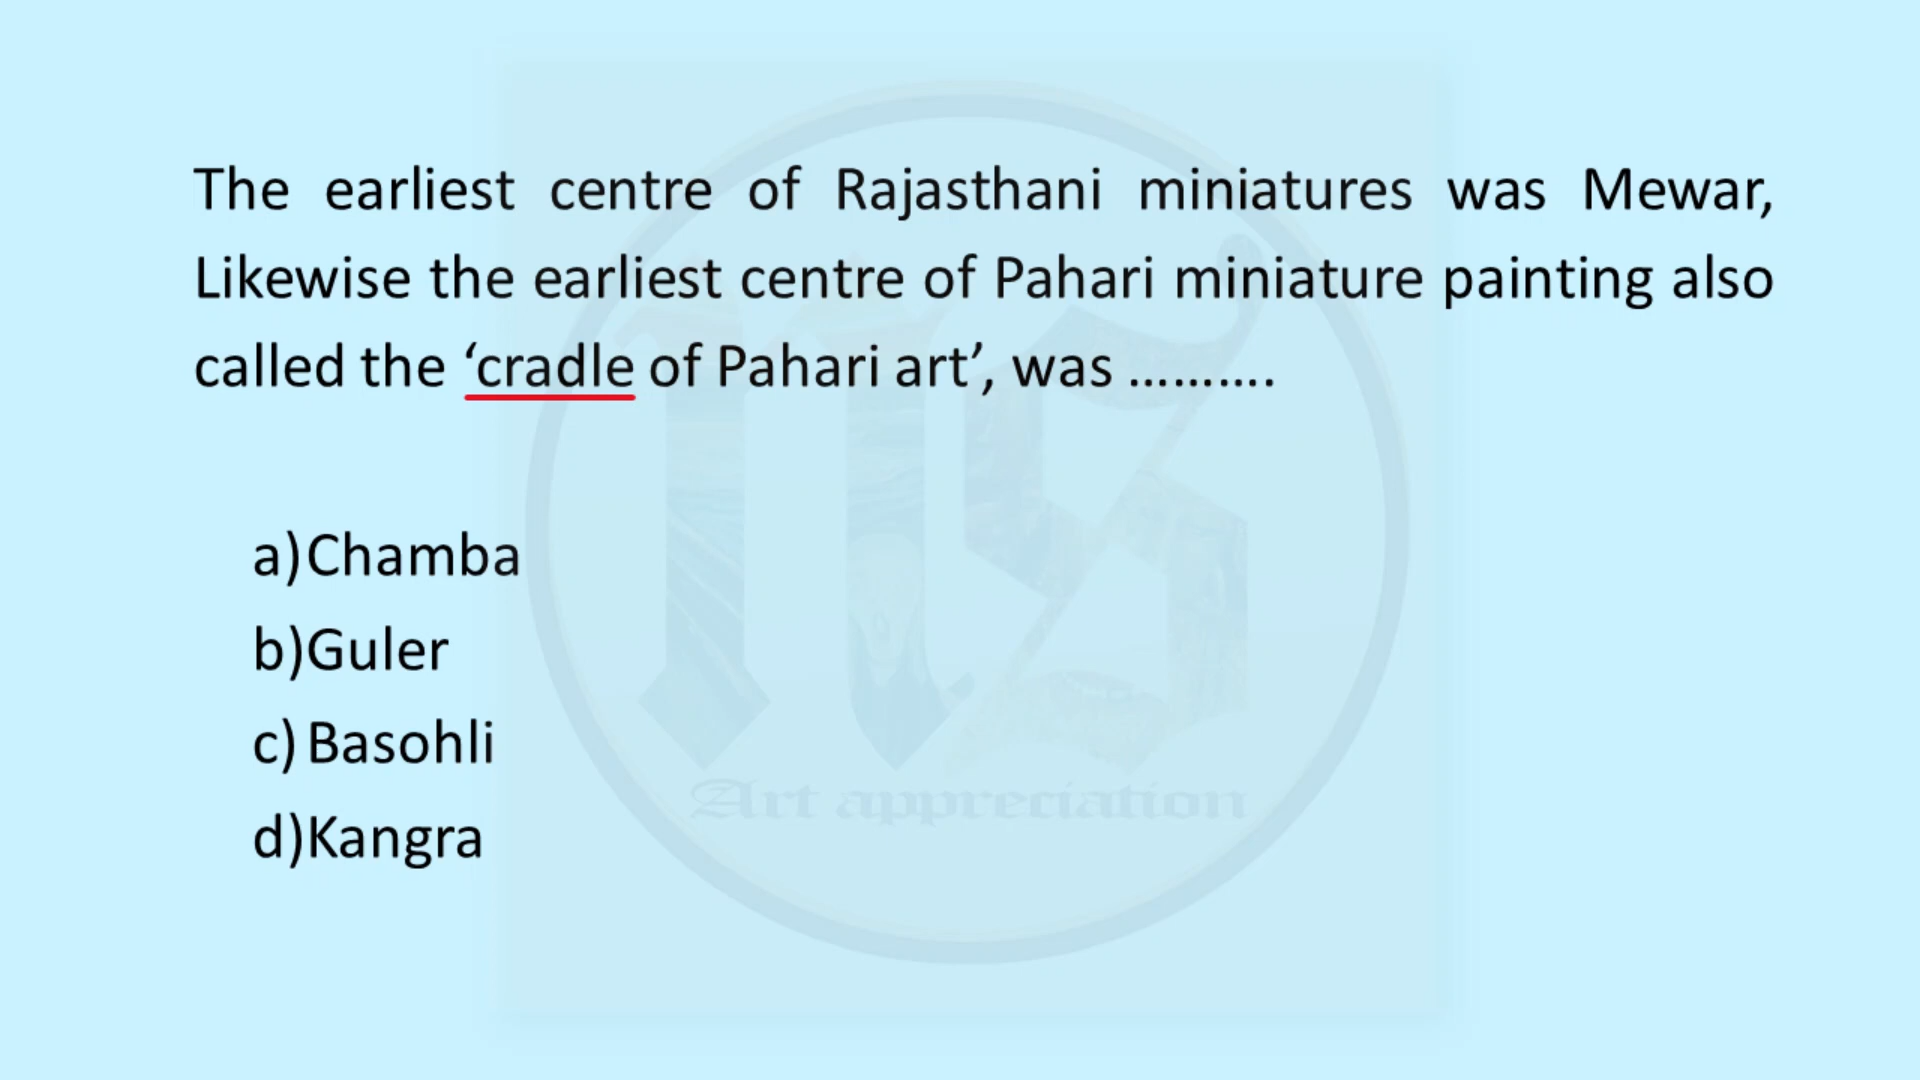 The earliest centre of Rajasthani miniatures was Mewar,
Likewise the earliest centre of Pahari miniature painting also
called the ‘cradle of Pahari art’, was ……….
a)Chamba
b)Guler
c) Basohli
d)Kangra
NS
Art appreciation